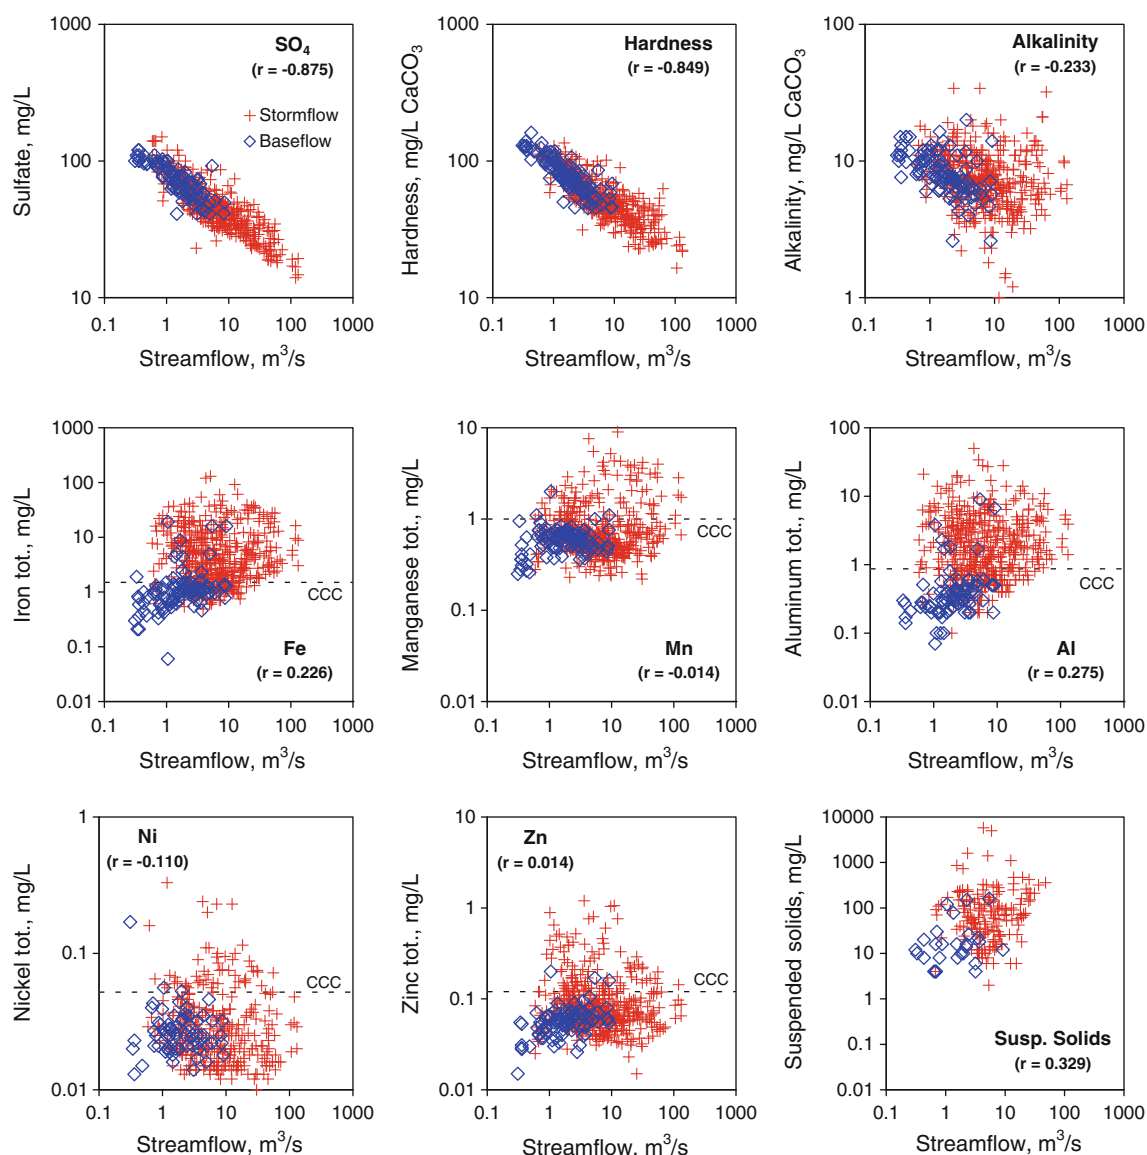 1000
100
10
Sulfate, mg/L
SO4
(r = -0.875)
Stormflow
Baseflow
0.1 1 10 100 1000
Streamflow, m3/s
1000
100
10
Hardness, mg/L CaCO3
Hardness
(r = -0.849)
0.1 1 10 100 1000
Streamflow, m3/s
100
10
1
Alkalinity, mg/L CaCO3
Alkalinity
(r = -0.233)
0.1 1 10 100 1000
Streamflow, m3/s
1000
100
10
1
0.1
0.01
Iron tot., mg/L
CCC
Fe
(r = 0.226)
0.1 1 10 100 1000
Streamflow, m3/s
10
1
0.1
0.01
Manganese tot., mg/L
CCC
Mn
(r = -0.014)
0.1 1 10 100 1000
Streamflow, m3/s
100
10
1
0.1
0.01
Aluminum tot., mg/L
CCC
Al
(r = 0.275)
0.1 1 10 100 1000
Streamflow, m3/s
1
0.1
0.01
Nickel tot., mg/L
Ni
(r = -0.110)
CCC
0.1 1 10 100 1000
Streamflow, m3/s
10
1
0.1
0.01
Zinc tot., mg/L
Zn
(r = 0.014)
CCC
0.1 1 10 100 1000
Streamflow, m3/s
10000
1000
100
10
1
0.1
0.01
Suspended solids, mg/L
Susp. Solids
(r = 0.329)
0.1 1 10 100 1000
Streamflow, m3/s